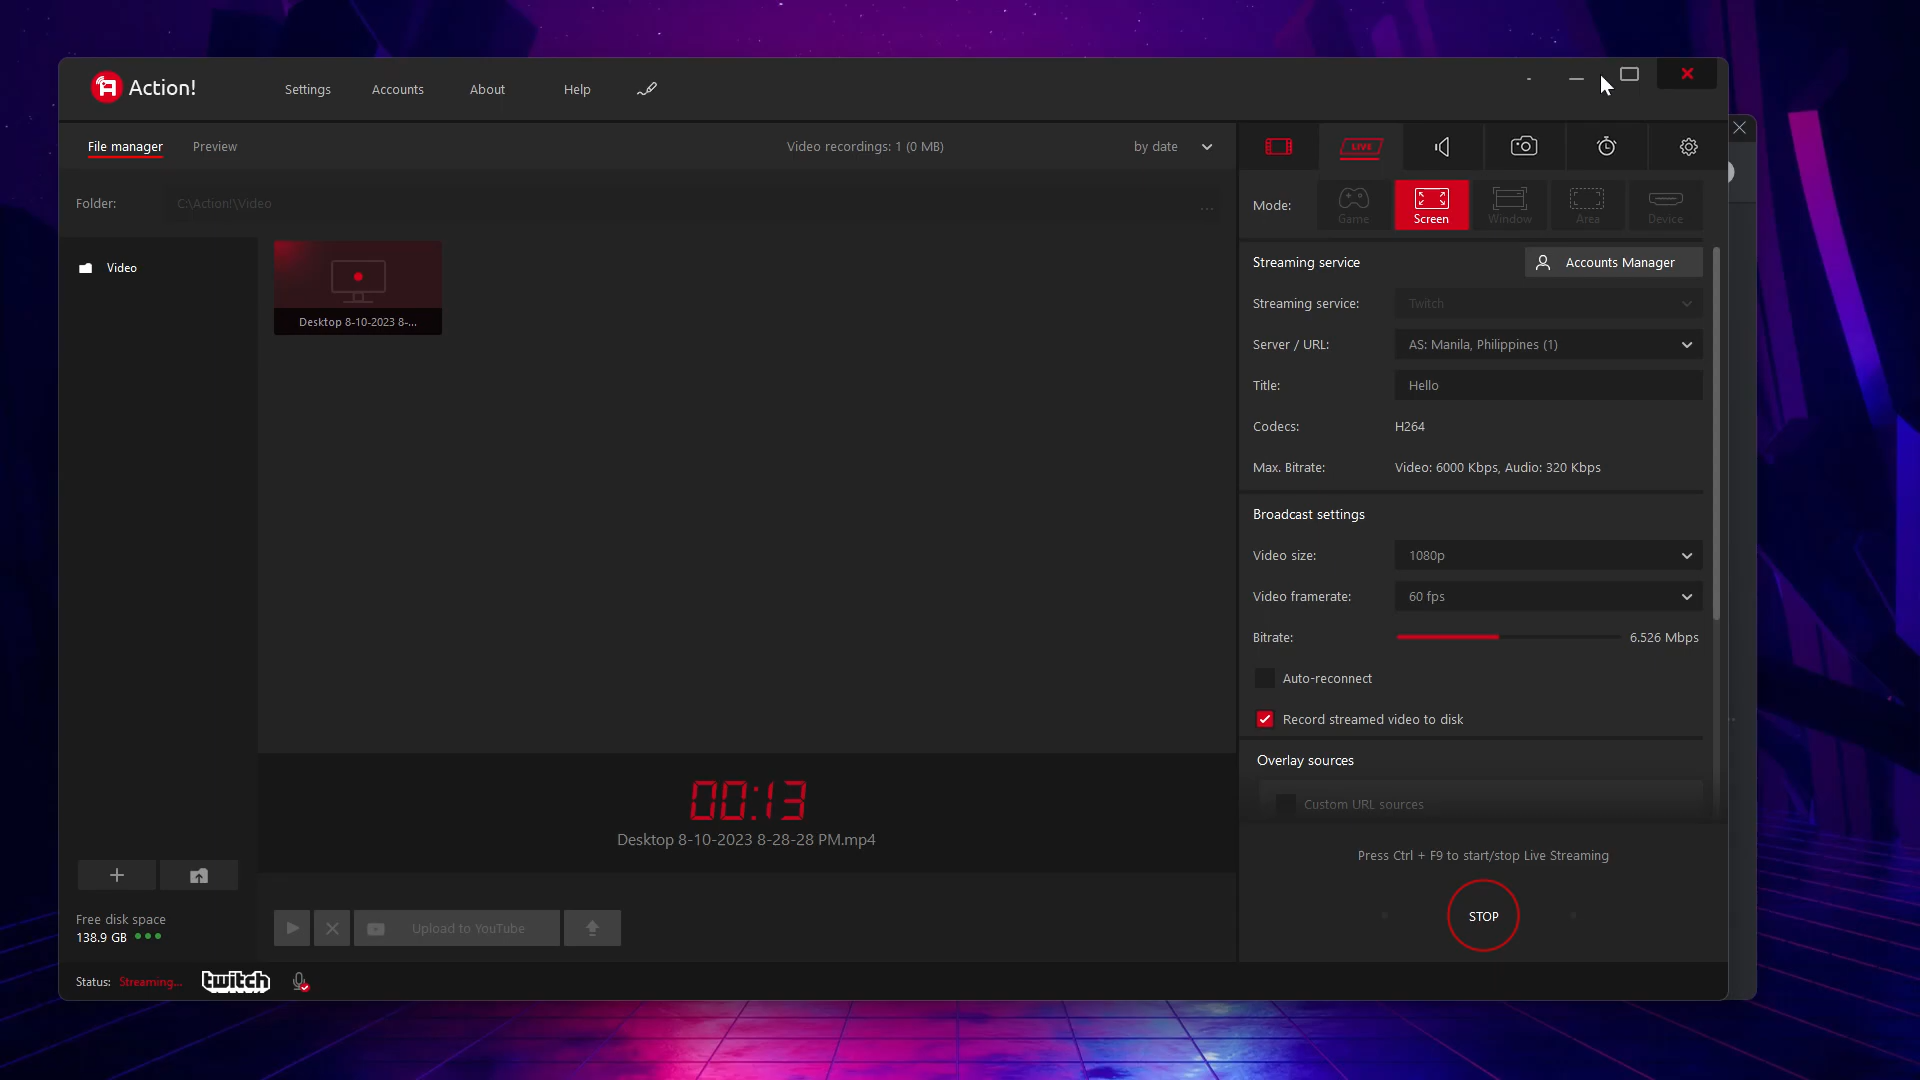 Action!
Settings
Accounts
About
Help
File manager
Preview
Video recordings: 1 (0 MB)
by date
LIVE
Folder:
C:\Action!\Video
...
Mode:
Game
Screen
Window
Area
Device
Video
Desktop 8-10-2023 8-...
Streaming service
Accounts Manager
Streaming service:
Twitch
Server / URL:
AS: Manila, Philippines (1)
Title:
Hello
Codecs:
H264
Max. Bitrate:
Video: 6000 Kbps, Audio: 320 Kbps
Broadcast settings
Video size:
1080p
Video framerate:
60 fps
Bitrate:
6.526 Mbps
Auto-reconnect
Record streamed video to disk
Overlay sources
Custom URL sources
00:13
Desktop 8-10-2023 8-28-28 PM.mp4
Press Ctrl + F9 to start/stop Live Streaming
STOP
Free disk space
138.9 GB
Upload to YouTube
Status: Streaming...
twitch